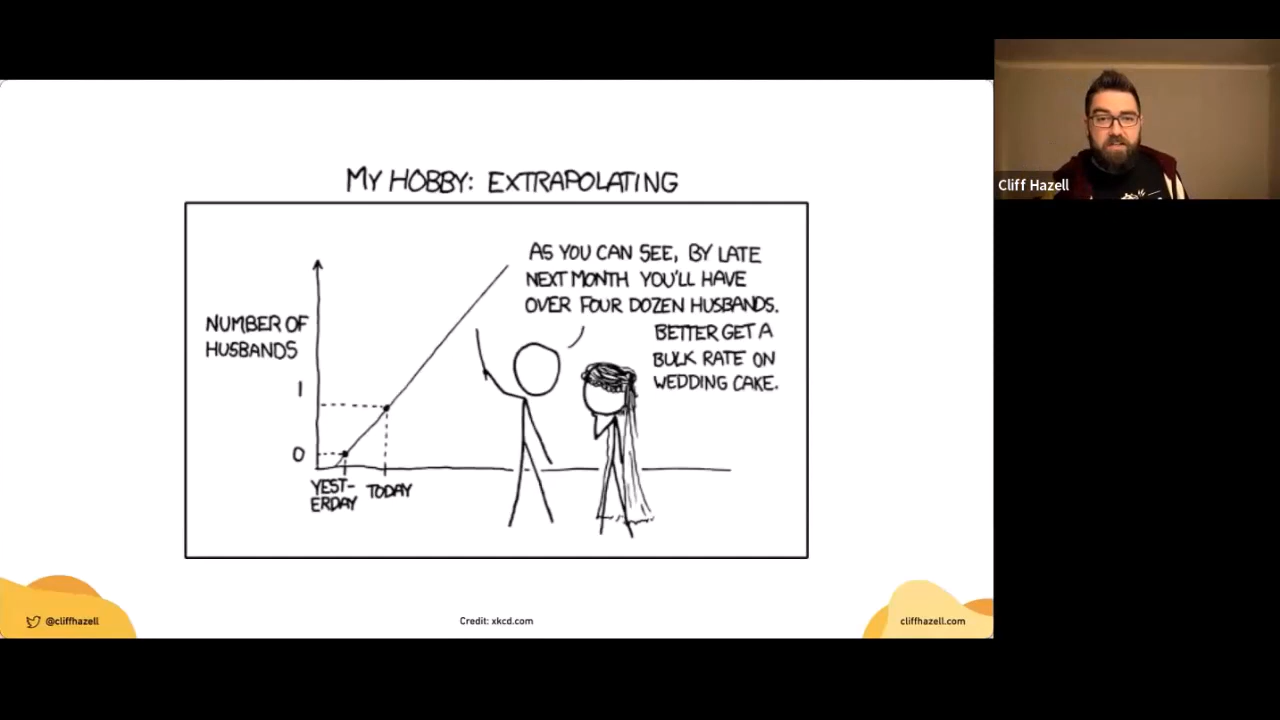 MY HOBBY: EXTRAPOLATING
AS YOU CAN SEE, BY LATE
NEXT MONTH YOU'LL HAVE
OVER FOUR DOZEN HUSBANDS.
BETTER GET A
BULK RATE ON
WEDDING CAKE.
NUMBER OF
HUSBANDS
1
0
YEST-
ERDAY
TODAY
@cliffhazell
Credit: xkcd.com
cliffhazell.com
Cliff Hazell